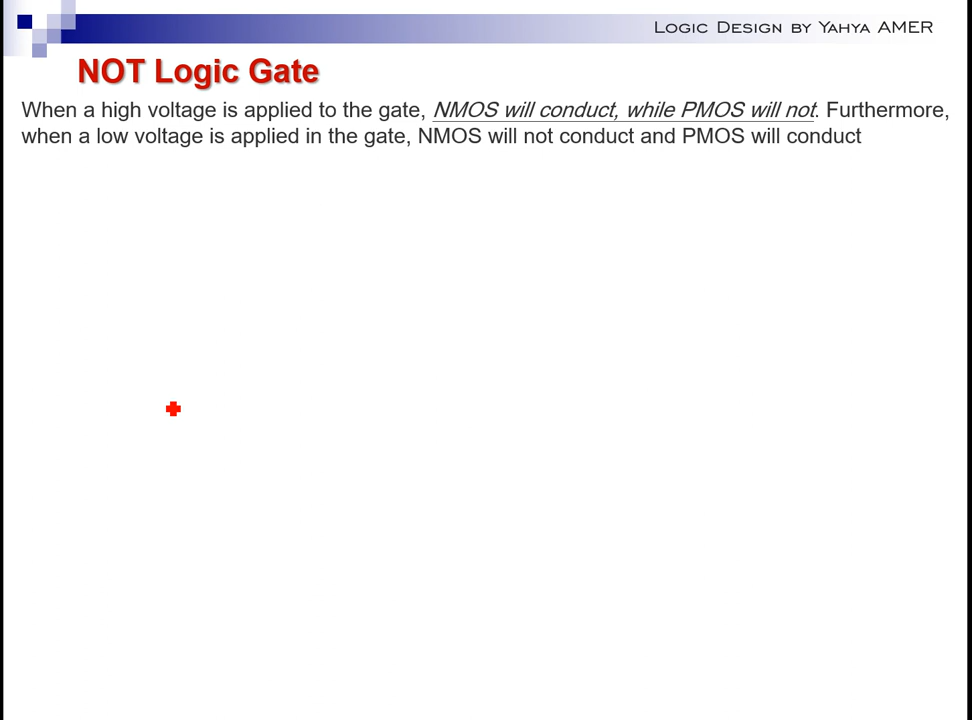 Logic Design by Yahya AMER
NOT Logic Gate
When a high voltage is applied to the gate, NMOS will conduct, while PMOS will not. Furthermore,
when a low voltage is applied in the gate, NMOS will not conduct and PMOS will conduct